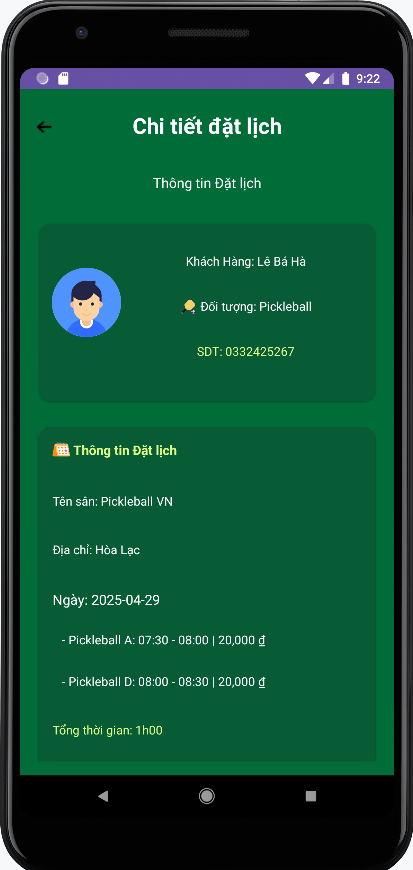 9:22
Chi tiết đặt lịch
Thông tin Đặt lịch
Khách Hàng: Lê Bá Hà
Đối tượng: Pickleball
SDT: 0332425267
Thông tin Đặt lịch
Tên sân: Pickleball VN
Địa chỉ: Hòa Lạc
Ngày: 2025-04-29
- Pickleball A: 07:30 - 08:00 | 20,000 ₫
- Pickleball D: 08:00 - 08:30 | 20,000 ₫
Tổng thời gian: 1h00